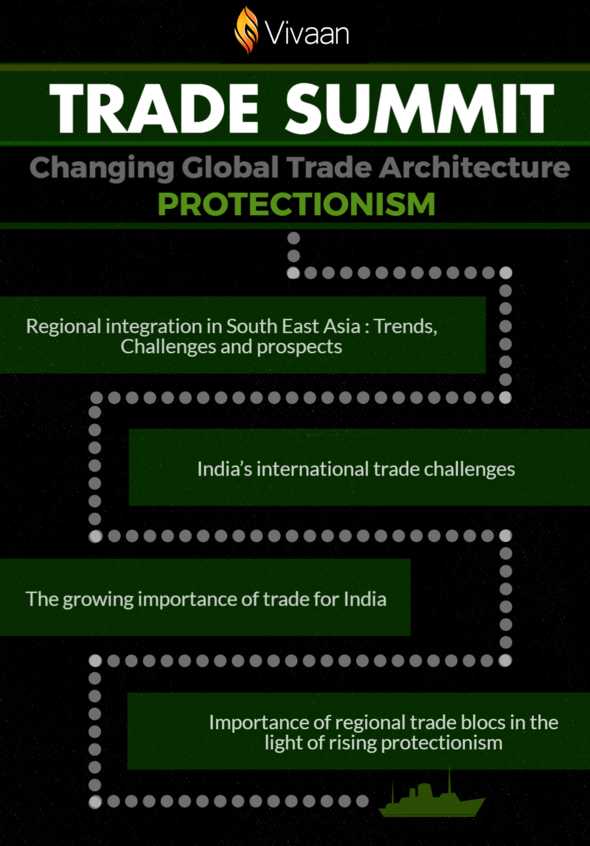 Vivaan
TRADE SUMMIT
Changing Global Trade Architecture
PROTECTIONISM
Regional integration in South East Asia : Trends,
Challenges and prospects
India’s international trade challenges
The growing importance of trade for India
Importance of regional trade blocs in the
light of rising protectionism